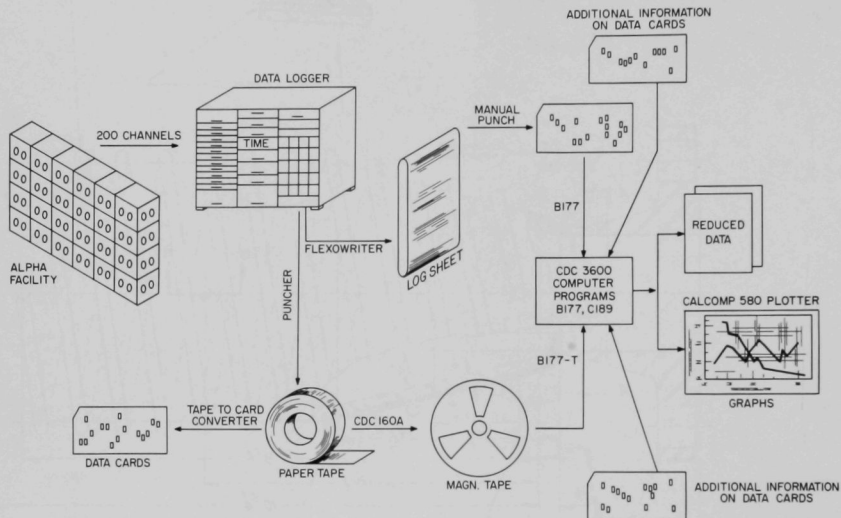 ADDITIONAL INFORMATION
ON DATA CARDS
DATA LOGGER
200 CHANNELS
TIME
MANUAL
PUNCH
ALPHA
FACILITY
FLEXOWRITER
LOG SHEET
B177
REDUCED
DATA
PUNCHER
CDC 3600
COMPUTER
PROGRAMS
B177, C189
CALCOMP 580 PLOTTER
B177-T
GRAPHS
TAPE TO CARD
CONVERTER
CDC 160A
DATA CARDS
PAPER TAPE
MAGN. TAPE
ADDITIONAL INFORMATION
ON DATA CARDS